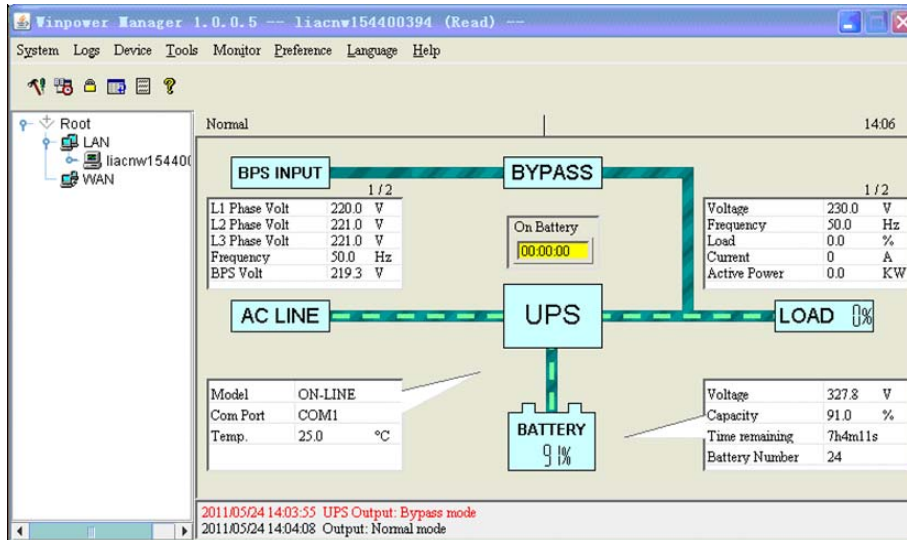 Winpower Manager 1.0.0.5 -- liacnw154400394 (Read) --
System Logs Device Tools Monitor Preference Language Help
Root
LAN
liacnw15440(
WAN
Normal
14:06
BPS INPUT
BYPASS
1/2
L1 Phase Volt 220.0 V
L2 Phase Volt 221.0 V
L3 Phase Volt 221.0 V
Frequency 50.0 Hz
BPS Volt 219.3 V
On Battery
00:00:00
1/2
Voltage 230.0 V
Frequency 50.0 Hz
Load 0.0 %
Current 0 A
Active Power 0.0 KW
AC LINE
UPS
LOAD 0%
Model ON-LINE
Com Port COM1
Temp. 25.0 °C
BATTERY
91%
Voltage 327.8 V
Capacity 91.0 %
Time remaining 7h4m11s
Battery Number 24
2011/05/24 14:03:55 UPS Output: Bypass mode
2011/05/24 14:04:08 Output: Normal mode